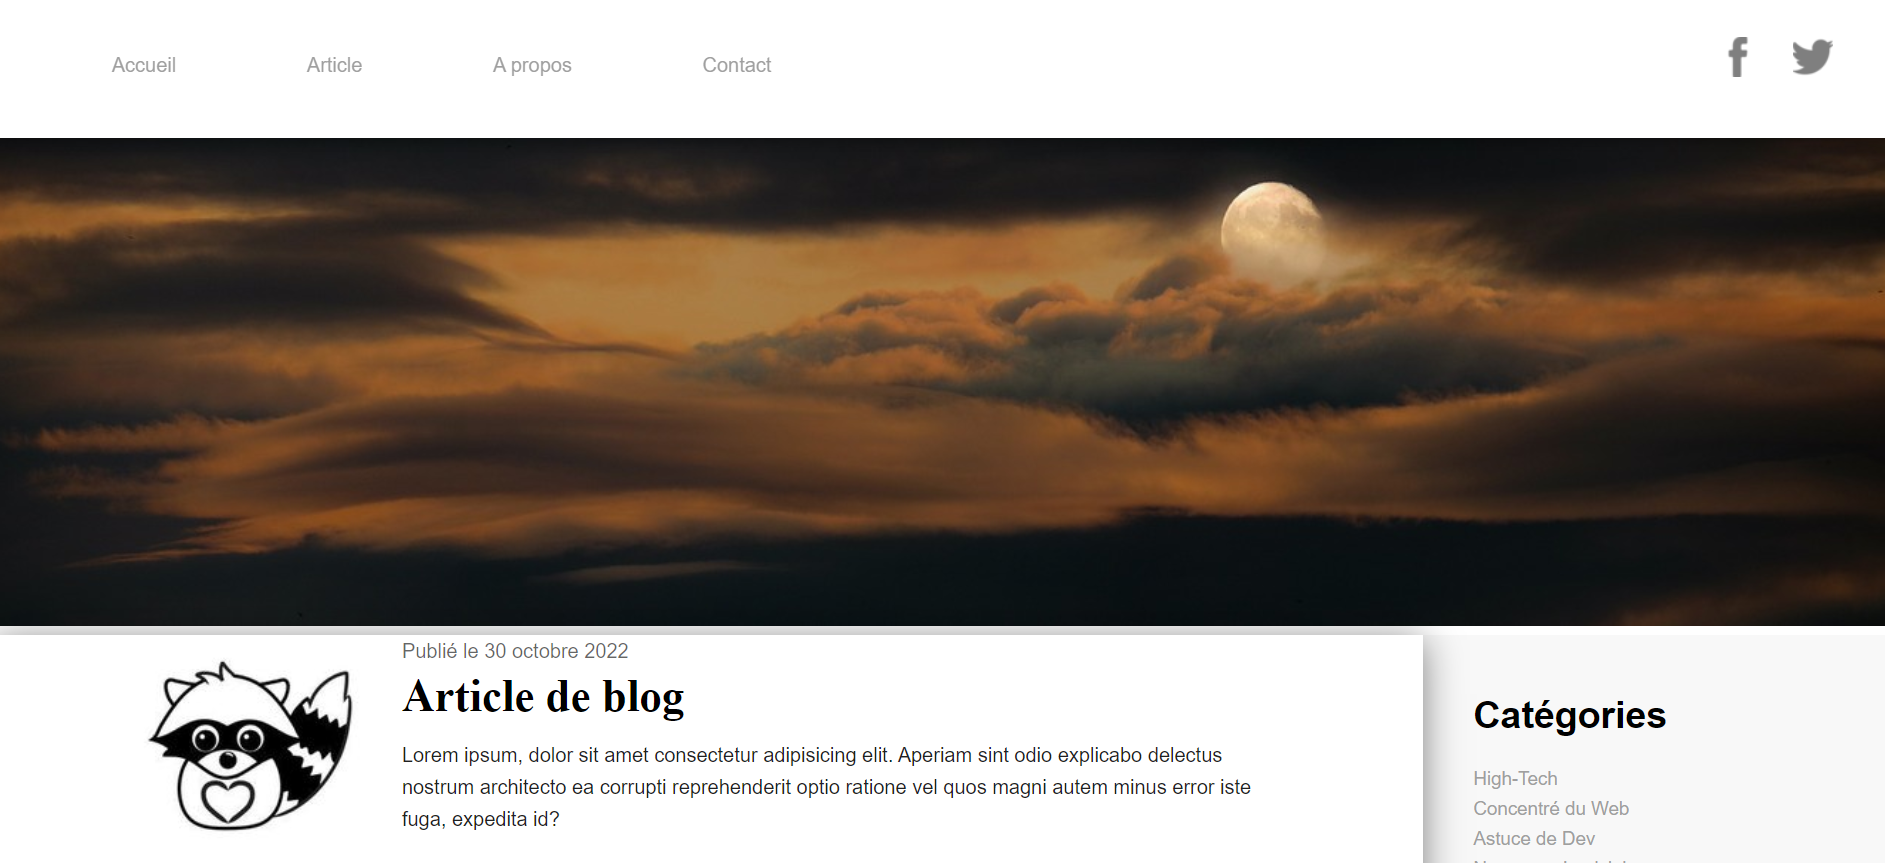 Accueil
Article
A propos
Contact
Publié le 30 octobre 2022
Article de blog
Lorem ipsum, dolor sit amet consectetur adipisicing elit. Aperiam sint odio explicabo delectus
nostrum architecto ea corrupti reprehenderit optio ratione vel quos magni autem minus error iste
fuga, expedita id?
Catégories
High-Tech
Concentré du Web
Astuce de Dev